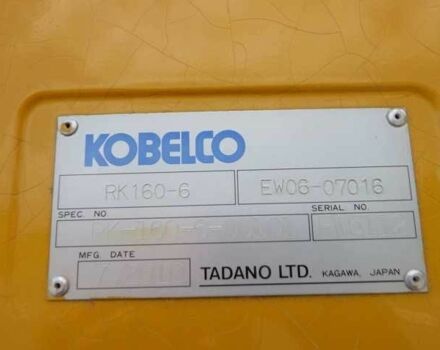 KOBELCO
RK160-6 EW06-07016
SPEC. NO. SERIAL NO.
MFG. DATE
TADANO LTD. KAGAWA, JAPAN